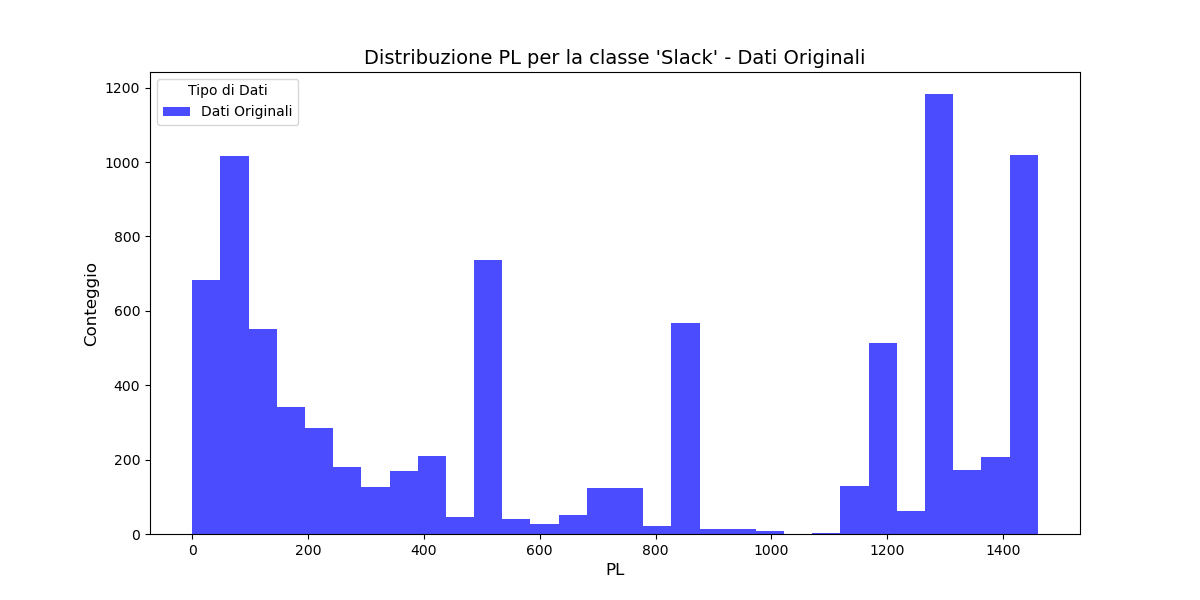 Distribuzione PL per la classe 'Slack' - Dati Originali
Tipo di Dati
Dati Originali
Conteggio
1200
1000
800
600
400
200
0
0 200 400 600 800 1000 1200 1400
PL